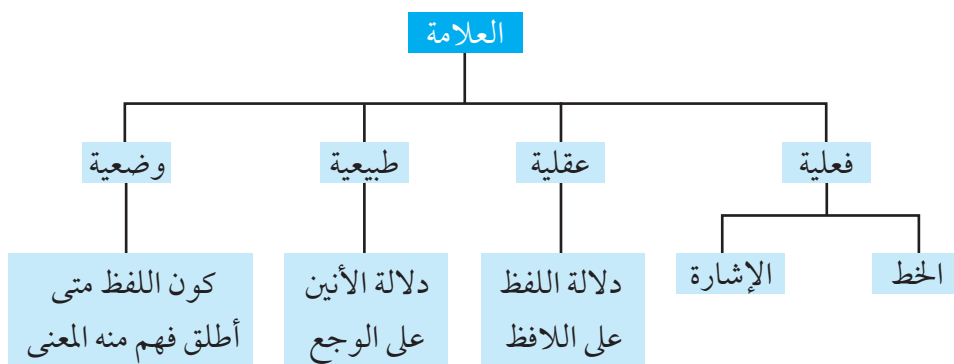 العلامة
فعلية
عقلية
طبيعية
وضعية
الخط
الإشارة
دلالة اللفظ
على اللافظ
دلالة الأنين
على الوجع
كون اللفظ متى
أطلق فهم منه المعنى